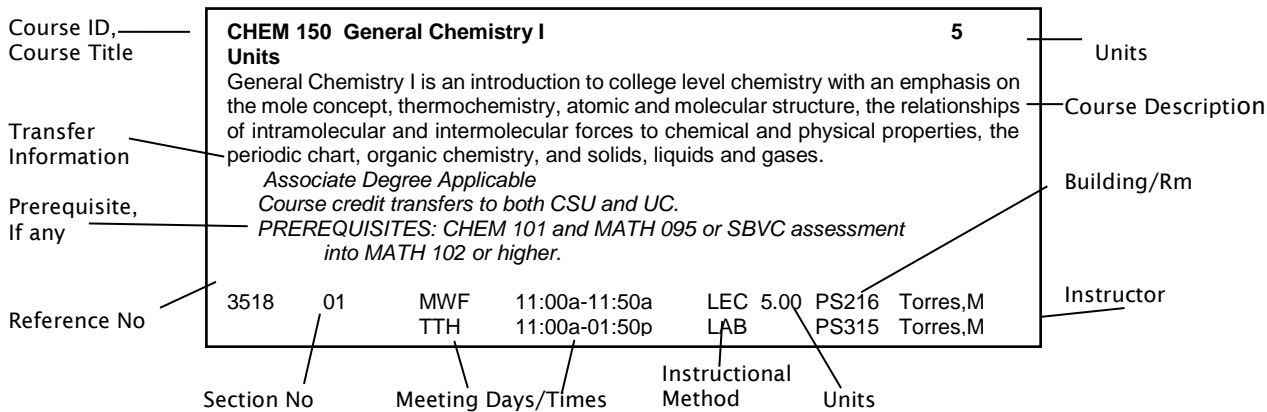 Course ID,
Course Title
CHEM 150 General Chemistry I 5
Units
Units
General Chemistry I is an introduction to college level chemistry with an emphasis on
the mole concept, thermochemistry, atomic and molecular structure, the relationships
Course Description
of intramolecular and intermolecular forces to chemical and physical properties, the
Transfer
Information
periodic chart, organic chemistry, and solids, liquids and gases.
Associate Degree Applicable
Building/Rm
Course credit transfers to both CSU and UC.
Prerequisite,
If any
PREREQUISITES: CHEM 101 and MATH 095 or SBVC assessment
into MATH 102 or higher.
3518 01 MWF 11:00a-11:50a LEC 5.00 PS216 Torres,M
Instructor
Reference No
TTH 11:00a-01:50p LAB PS315 Torres,M
Section No
Meeting Days/Times
Instructional
Method
Units